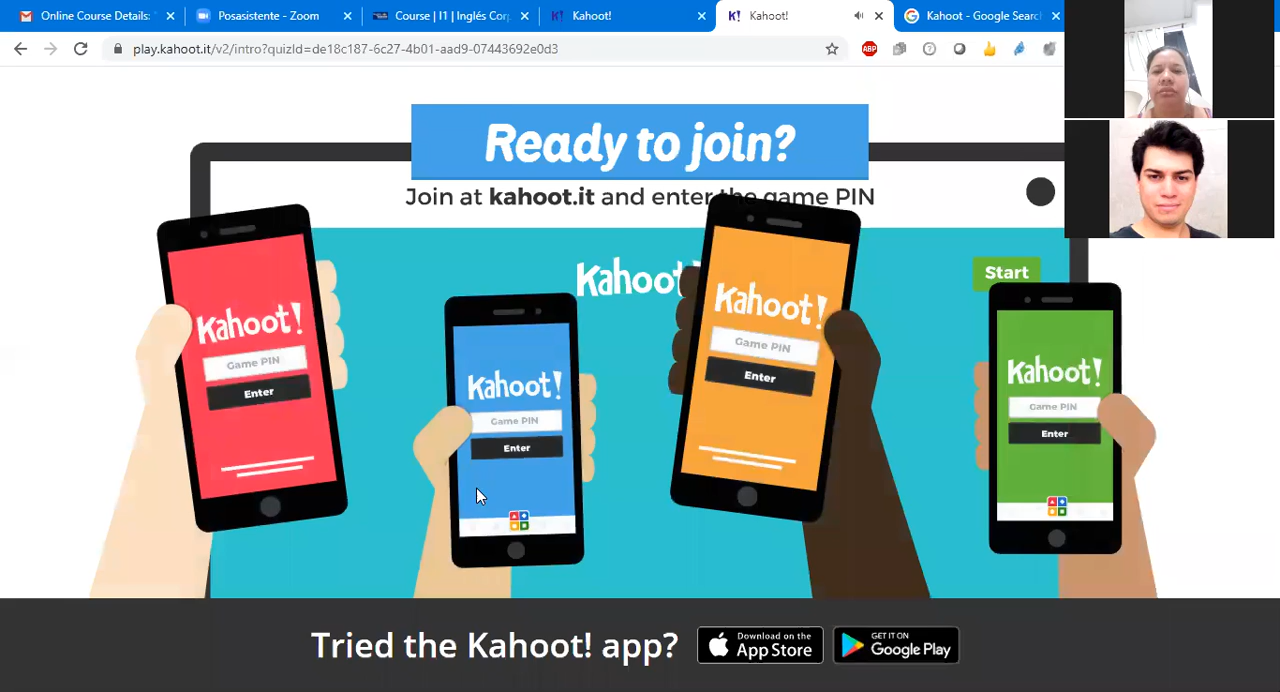 Online Course Details: "
Posasistente - Zoom
Course | I1 | Inglés Cor
Kahoot!
Kahoot!
Kahoot - Google Search
play.kahoot.it/v2/intro?quizId=de18c187-6c27-4b01-aad9-07443692e0d3
ABP
Ready to join?
Join at kahoot.it and enter the game PIN
Kahoot!
Start
Kahoot!
Game PIN
Enter
Kahoot!
Game PIN
Enter
Kahoot!
Game PIN
Enter
Kahoot!
Game PIN
Enter
Tried the Kahoot! app?
Download on the
App Store
GET IT ON
Google Play